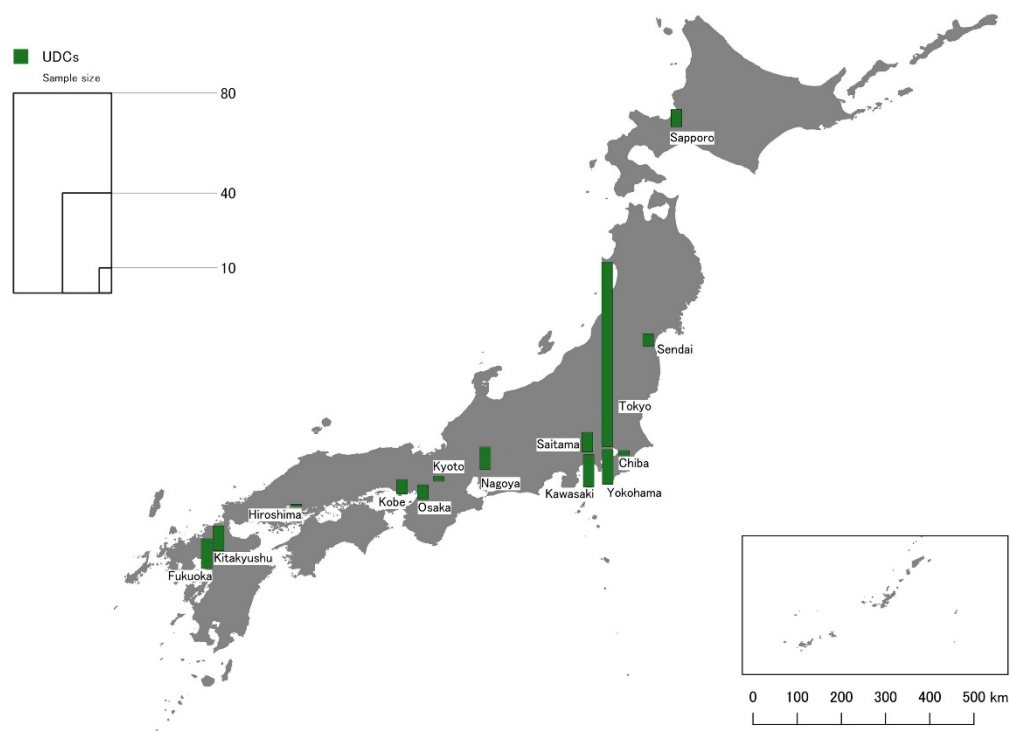 UDCs
Sample size
80
40
10
Sapporo
Sendai
Tokyo
Saitama
Chiba
Kyoto
Nagoya
Kawasaki
Yokohama
Kobe
Osaka
Hiroshima
Kitakyushu
Fukuoka
0 100 200 300 400 500 km